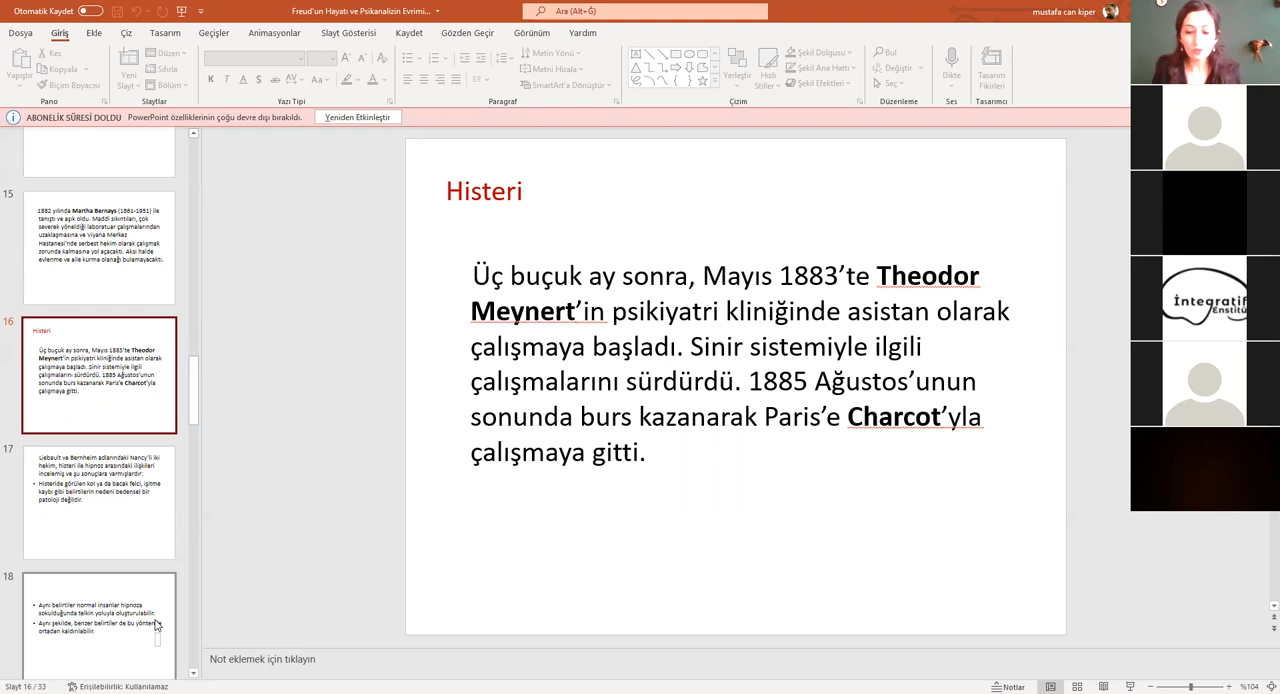 Otomatik Kaydet
Freud'un Hayatı ve Psikanalizin Evrimi...
Ara (Alt+Ğ)
mustafa can kiper
Dosya Giriş Ekle Çiz Tasarım Geçişler Animasyonlar Slayt Gösterisi Kaydet Gözden Geçir Görünüm Yardım
Yapıştır
Kes
Kopyala
Biçim Boyacısı
Yeni Slayt
Düzen
Sıfırla
Bölüm
K T A S ab AV Aa A
Metin Yönü
Metni Hizala
SmartArt'a Dönüştür
Yerleştir
Hızlı Stiller
Şekil Dolgusu
Şekil Ana Hattı
Şekil Efektleri
Bul
Değiştir
Seç
Dikte
Tasarım Fikirleri
Pano Slaytlar Yazı Tipi Paragraf Çizim Düzenleme Ses Tasarımcı
ABONELİK SÜRESİ DOLDU PowerPoint özelliklerinin çoğu devre dışı bırakıldı. Yeniden Etkinleştir
15
1882 yılında Martha Bernays (1861-1951) ile
tanıştı ve aşık oldu. Maddi sıkıntıları, çok
severek yöneldiği laboratuar çalışmalarından
uzaklaşmasına ve Viyana Merkez
Hastanesi'nde serbest hekim olarak çalışmak
zorunda kalmasına yol açacaktı. Aksi halde
evlenme ve aile kurma olanağı bulamayacaktı.
16
Histeri
Üç buçuk ay sonra, Mayıs 1883'te Theodor
Meynert'in psikiyatri kliniğinde asistan olarak
çalışmaya başladı. Sinir sistemiyle ilgili
çalışmalarını sürdürdü. 1885 Ağustos'unun
sonunda burs kazanarak Paris'e Charcot'yla
çalışmaya gitti.
17
Liebault ve Bernheim adlarındaki Nancy'li iki
hekim, histeri ile hipnoz arasındaki ilişkileri
incelemiş ve şu sonuçlara varmışlardır:
• Histeride görülen kol ya da bacak felci, işitme
kaybı gibi belirtilerin nedeni bedensel bir
patoloji değildir.
18
• Aynı belirtiler normal insanlar hipnoza
sokulduğunda telkin yoluyla oluşturulabilir.
• Aynı şekilde, benzer belirtiler de bu yöntemle
ortadan kaldırılabilir.
Histeri
Üç buçuk ay sonra, Mayıs 1883'te Theodor
Meynert'in psikiyatri kliniğinde asistan olarak
çalışmaya başladı. Sinir sistemiyle ilgili
çalışmalarını sürdürdü. 1885 Ağustos'unun
sonunda burs kazanarak Paris'e Charcot'yla
çalışmaya gitti.
İntegratif
Enstitü
Not eklemek için tıklayın
Slayt 16 / 33 Erişilebilirlik: Kullanılamaz
Notlar
%104